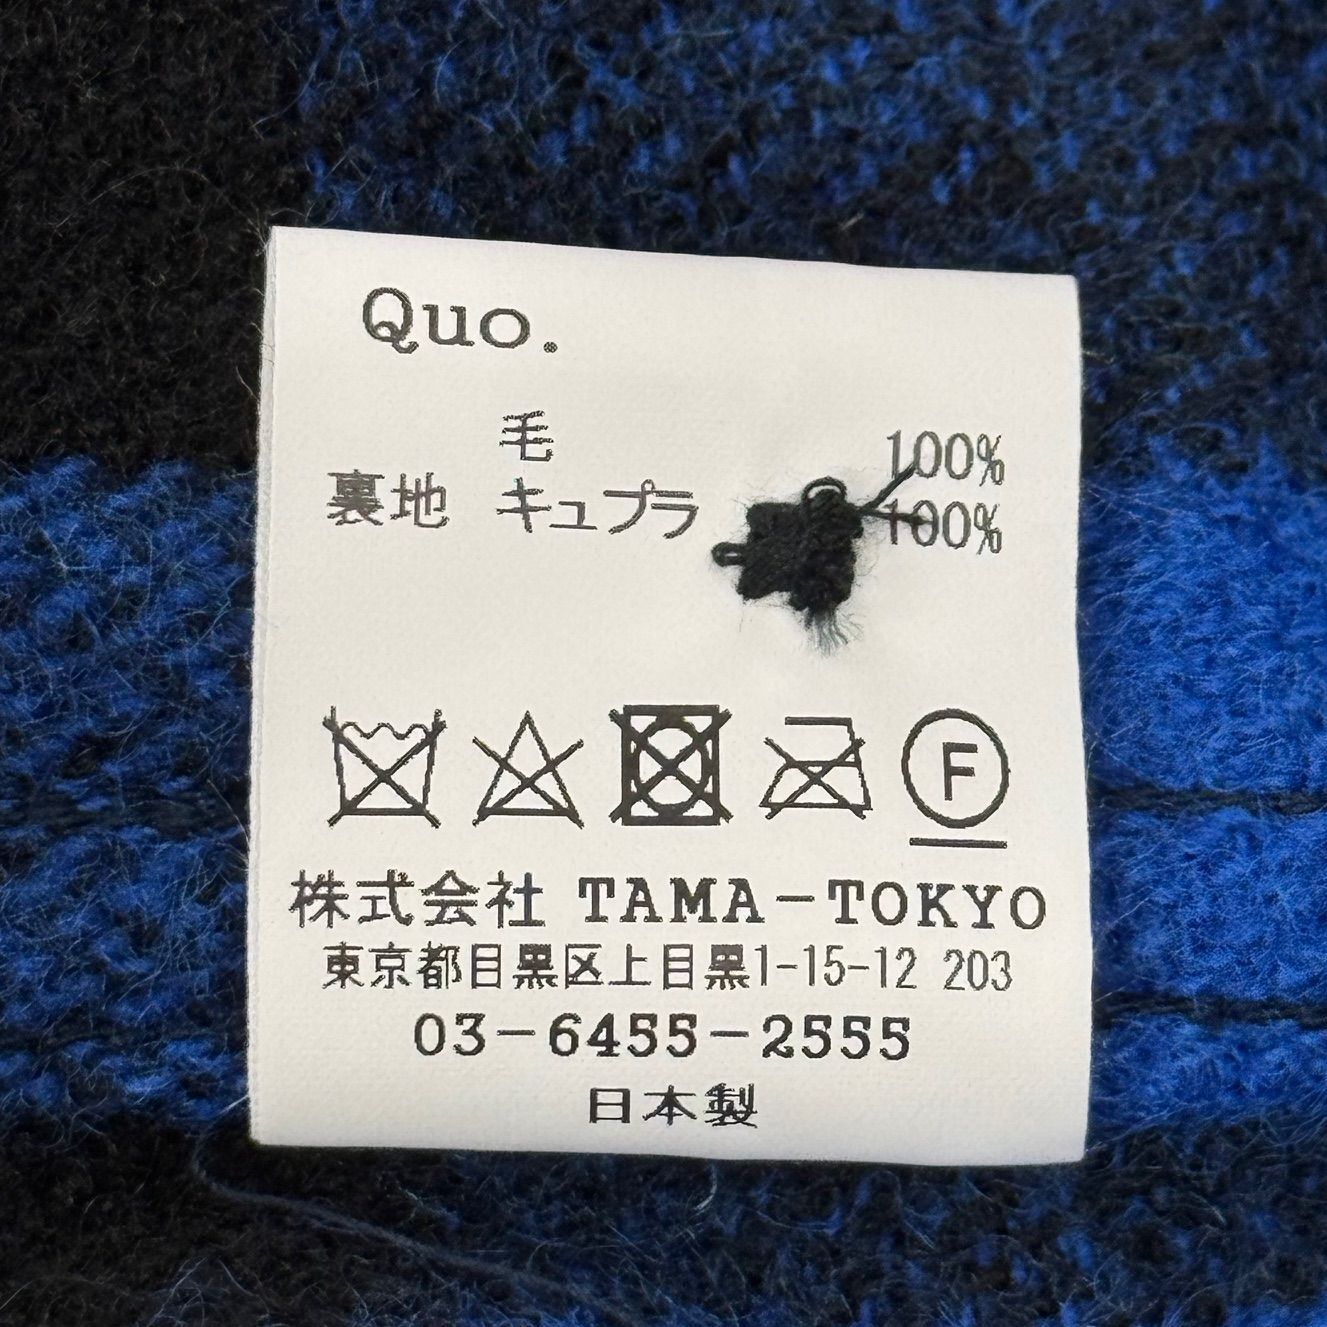 Quo.
毛 100%
裏地 キュプラ 100%
F
株式会社 TAMA-TOKYO
東京都目黒区上目黒1-15-12 203
03-6455-2555
日本製